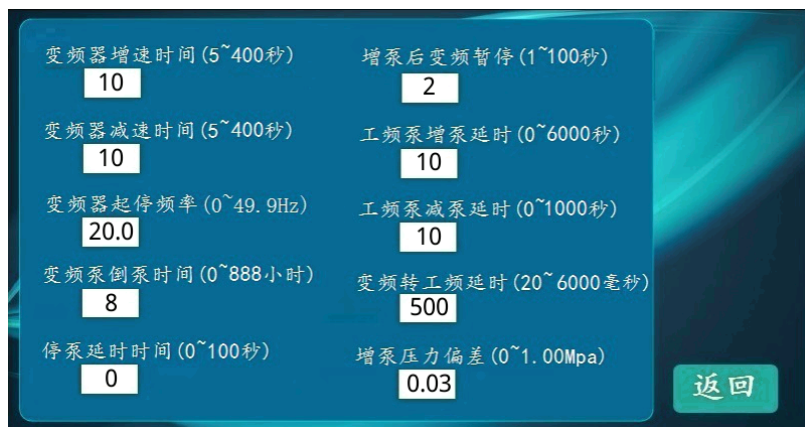 变频器增速时间(5~400秒)
10
增泵后变频暂停(1~100秒)
2
变频器减速时间(5~400秒)
10
工频泵增泵延时(0~6000秒)
10
变频器起停频率(0~49.9Hz)
20.0
工频泵减泵延时(0~1000秒)
10
变频泵倒泵时间(0~888小时)
8
变频转工频延时(20~6000毫秒)
500
停泵延时时间(0~100秒)
0
增泵压力偏差(0~1.00Mpa)
0.03
返回